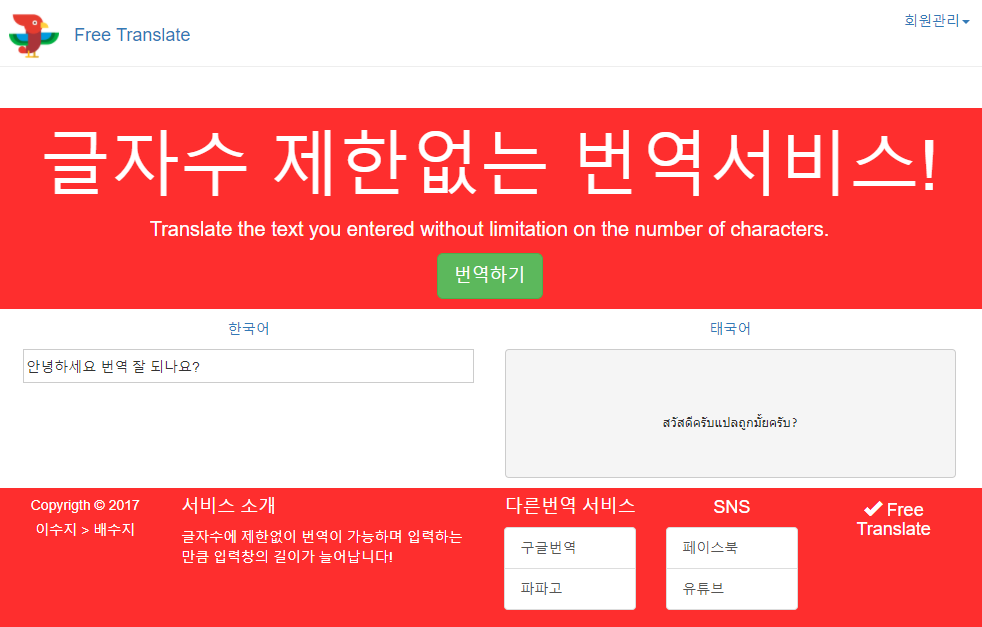 Free Translate
회원관리
글자수 제한없는 번역서비스!
Translate the text you entered without limitation on the number of characters.
번역하기
한국어
태국어
안녕하세요 번역 잘 되나요?
สวัสดีครับแปลถูกมั้ยครับ?
Copyrigth © 2017
이수지 > 배수지
서비스 소개
글자수에 제한없이 번역이 가능하며 입력하는
만큼 입력창의 길이가 늘어납니다!
다른번역 서비스
구글번역
파파고
SNS
페이스북
유튜브
Free
Translate